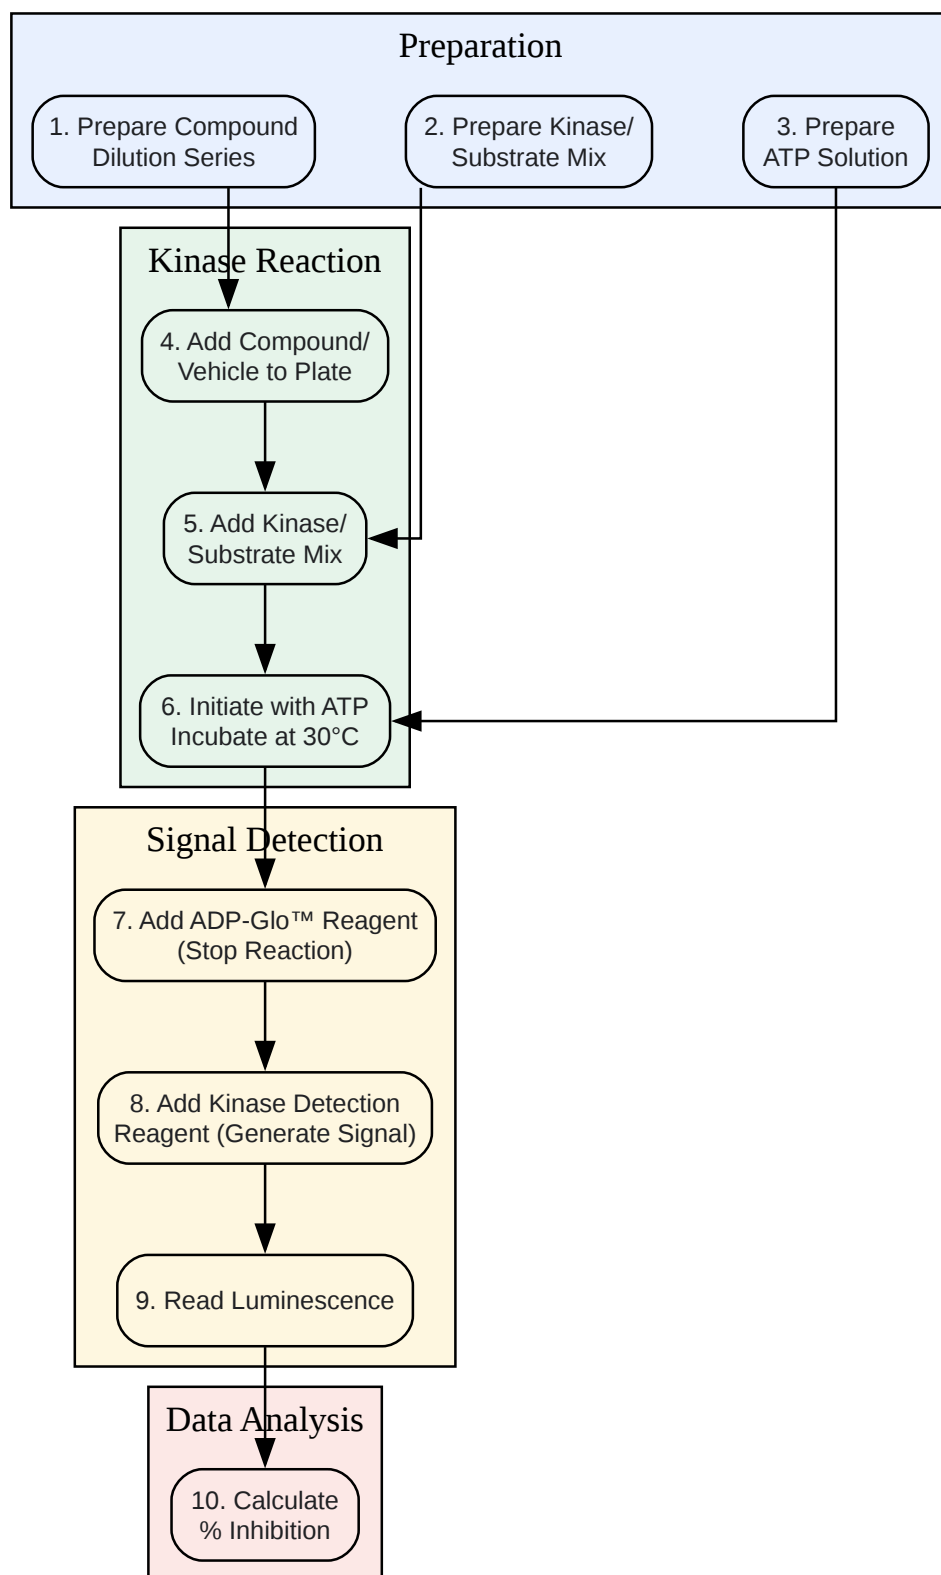 Preparation
1. Prepare Compound
Dilution Series
2. Prepare Kinase/
Substrate Mix
3. Prepare
ATP Solution
Kinase Reaction
4. Add Compound/
Vehicle to Plate
5. Add Kinase/
Substrate Mix
6. Initiate with ATP
Incubate at 30°C
Signal Detection
7. Add ADP-Glo™ Reagent
(Stop Reaction)
8. Add Kinase Detection
Reagent (Generate Signal)
9. Read Luminescence
Data Analysis
10. Calculate
% Inhibition